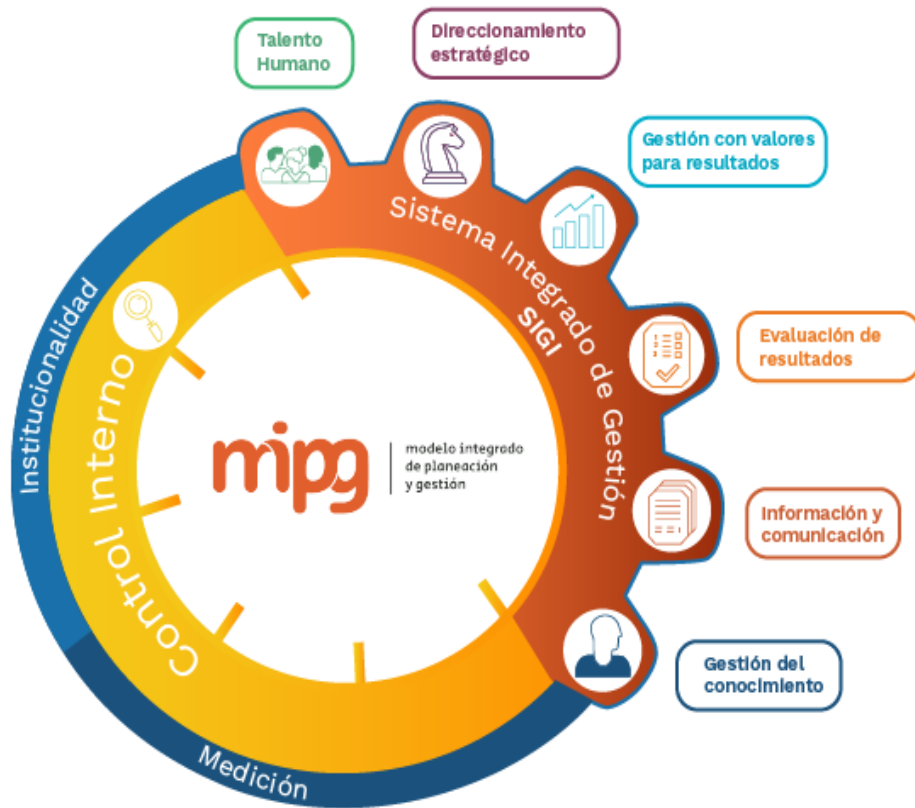 Talento
Humano
Direccionamiento
estratégico
Gestión con valores
para resultados
Evaluación de
resultados
Información y
comunicación
Gestión del
conocimiento
Sistema Integrado de Gestión
SIGI
Institucionalidad
Control Interno
Medición
mipg
modelo integrado
de planeación
y gestión